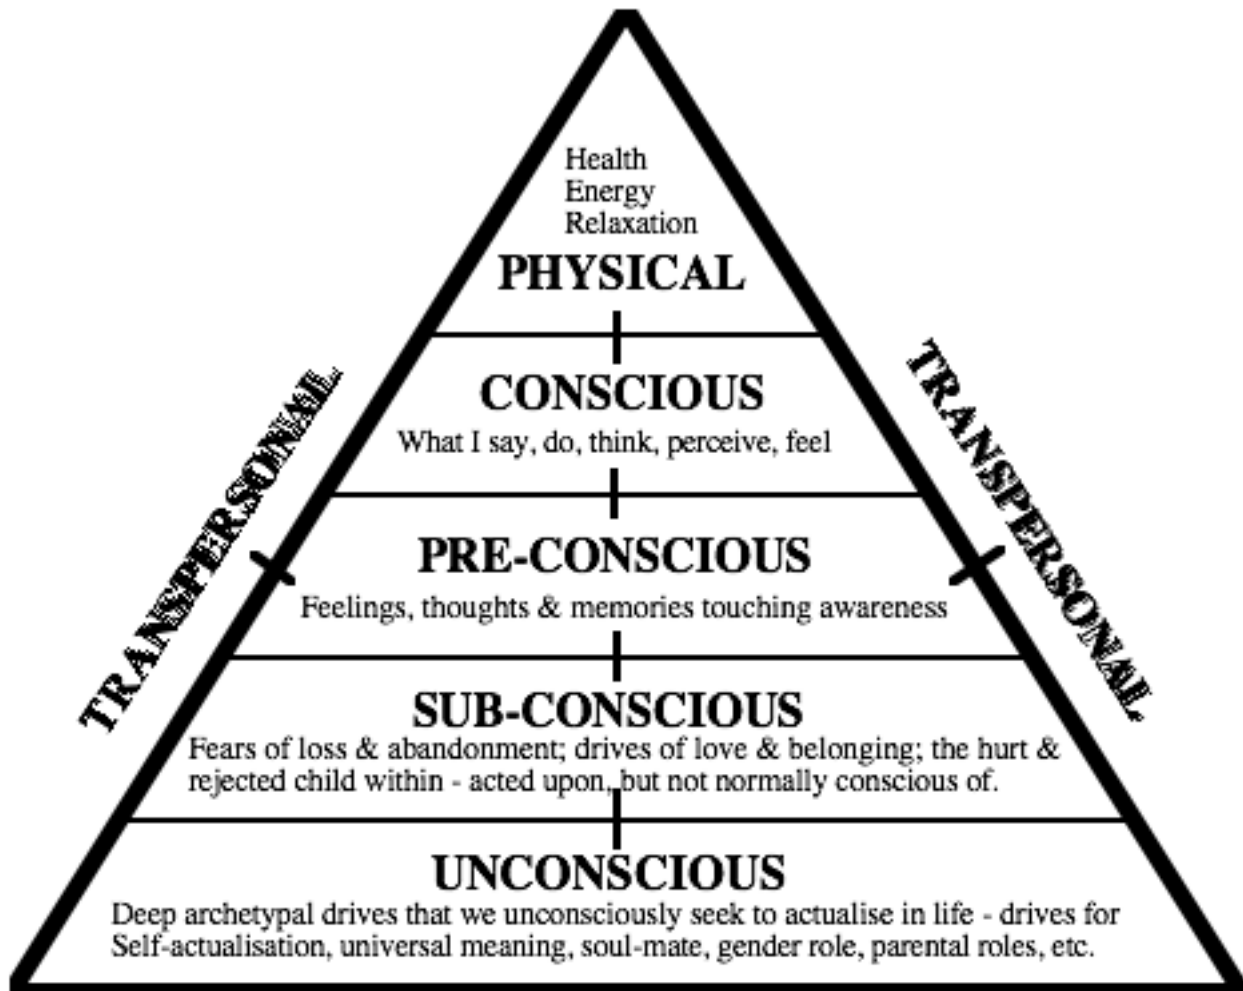 Health
Energy
Relaxation
PHYSICAL
CONSCIOUS
What I say, do, think, perceive, feel
TRANSPERSONAL
TRANSPERSONAL
PRE-CONSCIOUS
Feelings, thoughts & memories touching awareness
SUB-CONSCIOUS
Fears of loss & abandonment; drives of love & belonging; the hurt &
rejected child within - acted upon, but not normally conscious of.
UNCONSCIOUS
Deep archetypal drives that we unconsciously seek to actualise in life - drives for
Self-actualisation, universal meaning, soul-mate, gender role, parental roles, etc.